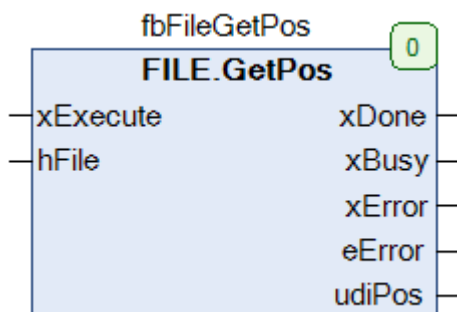 fbFileGetPos
0
FILE.GetPos
xExecute xDone
hFile xBusy
xError
eError
udiPos